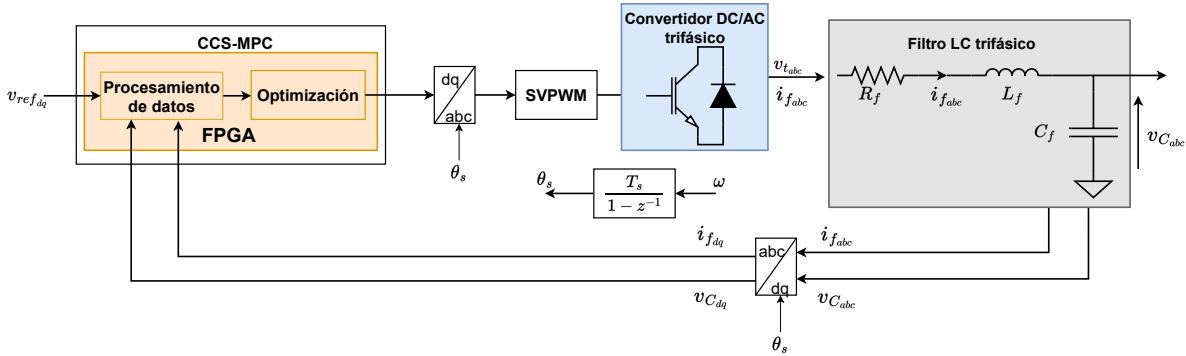 CCS-MPC
v_{ref_{dq}}
Procesamiento
de datos
Optimización
FPGA
dq
abc
θ_s
SVPWM
Convertidor DC/AC
trifásico
v_{t_{abc}}
i_{f_{abc}}
Filtro LC trifásico
R_f
i_{f_{abc}}
L_f
C_f
v_{C_{abc}}
θ_s
T_s
1 − z^{−1}
ω
i_{f_{dq}}
abc
dq
i_{f_{abc}}
v_{C_{dq}}
v_{C_{abc}}
θ_s